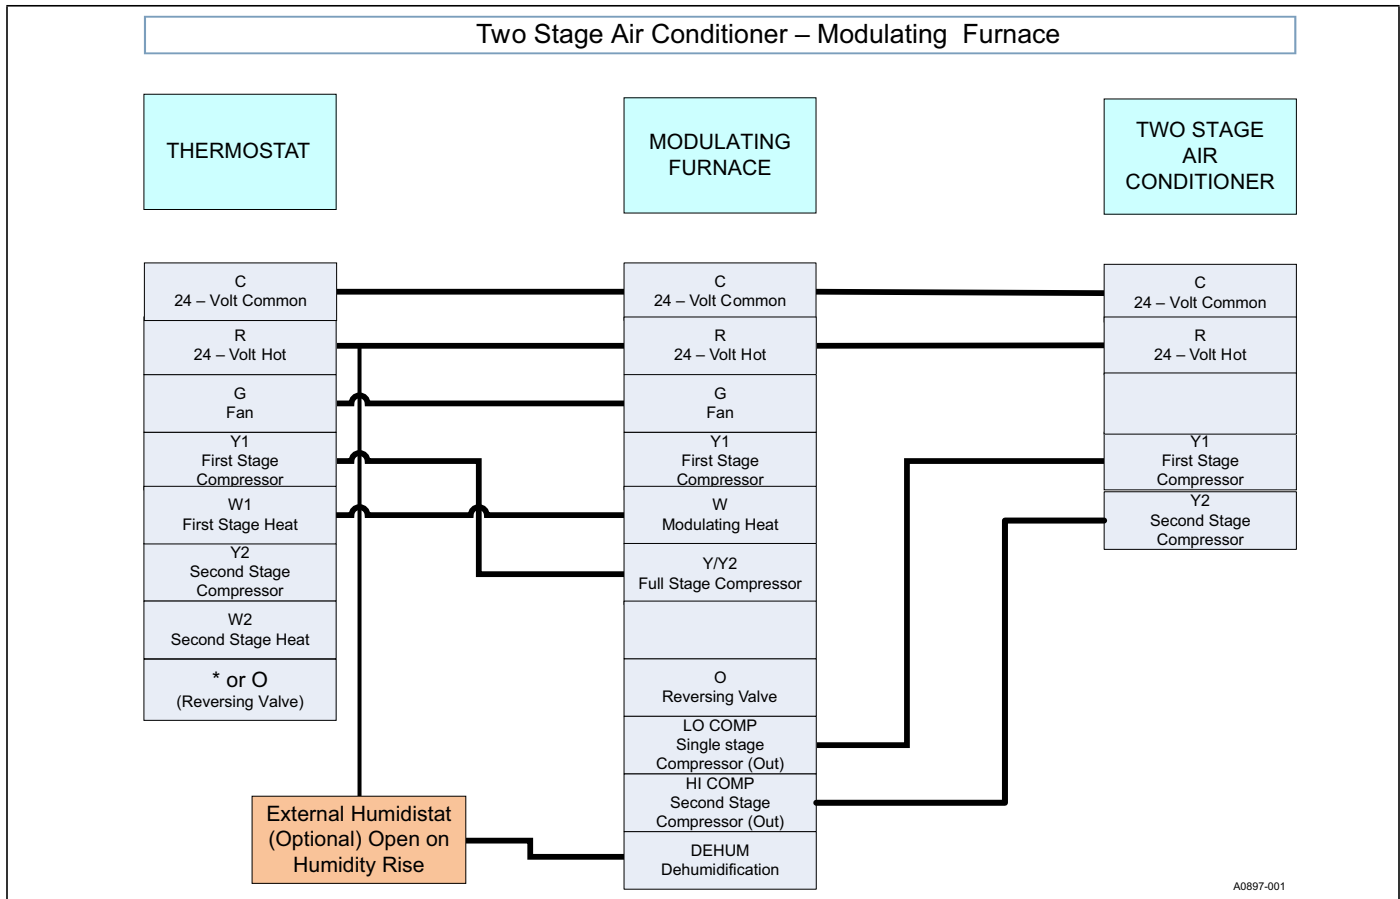 Two Stage Air Conditioner – Modulating Furnace
THERMOSTAT
MODULATING
FURNACE
TWO STAGE
AIR
CONDITIONER
C
24 – Volt Common
R
24 – Volt Hot
G
Fan
Y1
First Stage
Compressor
W1
First Stage Heat
Y2
Second Stage
Compressor
W2
Second Stage Heat
* or O
(Reversing Valve)
External Humidistat
(Optional) Open on
Humidity Rise
C
24 – Volt Common
R
24 – Volt Hot
G
Fan
Y1
First Stage
Compressor
W
Modulating Heat
Y/Y2
Full Stage Compressor
O
Reversing Valve
LO COMP
Single stage
Compressor (Out)
HI COMP
Second Stage
Compressor (Out)
DEHUM
Dehumidification
C
24 – Volt Common
R
24 – Volt Hot
Y1
First Stage
Compressor
Y2
Second Stage
Compressor
A0897-001